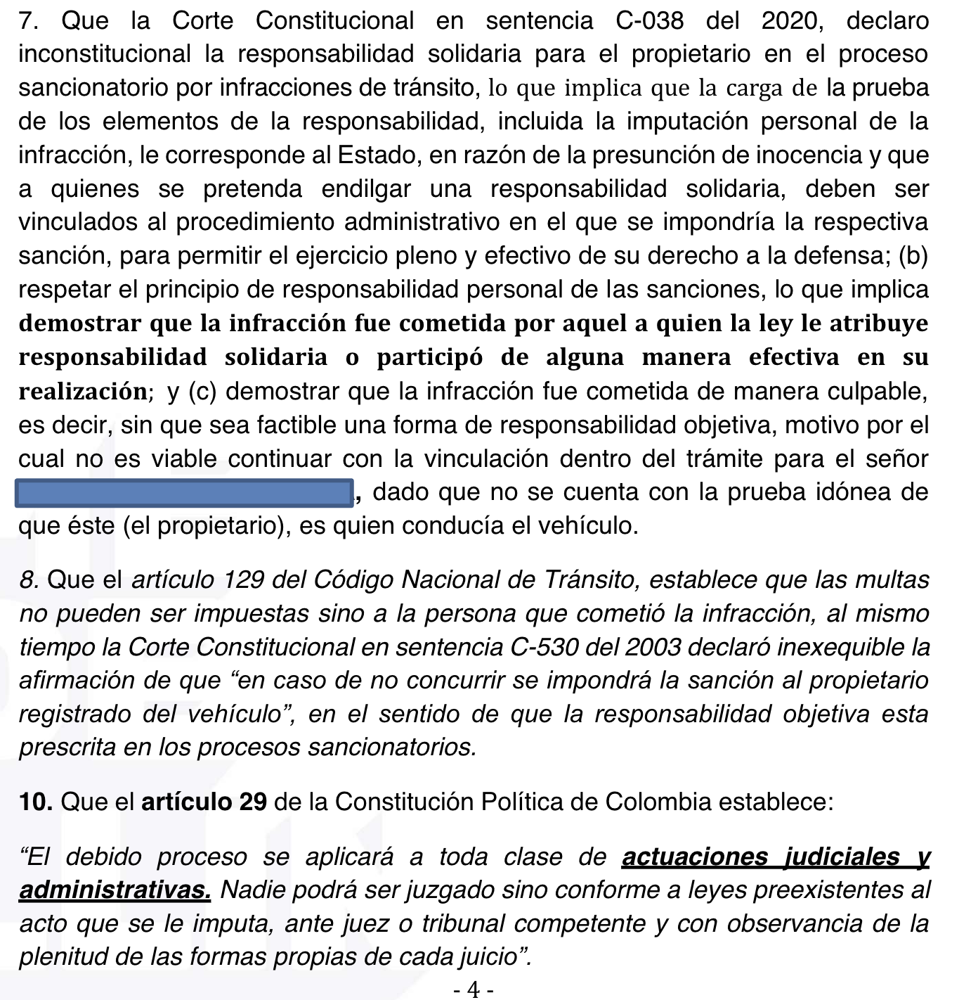 7. Que la Corte Constitucional en sentencia C-038 del 2020, declaro
inconstitucional la responsabilidad solidaria para el propietario en el proceso
sancionatorio por infracciones de tránsito, lo que implica que la carga de la prueba
de los elementos de la responsabilidad, incluida la imputación personal de la
infracción, le corresponde al Estado, en razón de la presunción de inocencia y que
a quienes se pretenda endilgar una responsabilidad solidaria, deben ser
vinculados al procedimiento administrativo en el que se impondría la respectiva
sanción, para permitir el ejercicio pleno y efectivo de su derecho a la defensa; (b)
respetar el principio de responsabilidad personal de las sanciones, lo que implica
demostrar que la infracción fue cometida por aquel a quien la ley le atribuye
responsabilidad solidaria o participó de alguna manera efectiva en su
realización; y (c) demostrar que la infracción fue cometida de manera culpable,
es decir, sin que sea factible una forma de responsabilidad objetiva, motivo por el
cual no es viable continuar con la vinculación dentro del trámite para el señor
, dado que no se cuenta con la prueba idónea de
que éste (el propietario), es quien conducía el vehículo.
8. Que el artículo 129 del Código Nacional de Tránsito, establece que las multas
no pueden ser impuestas sino a la persona que cometió la infracción, al mismo
tiempo la Corte Constitucional en sentencia C-530 del 2003 declaró inexequible la
afirmación de que “en caso de no concurrir se impondrá la sanción al propietario
registrado del vehículo”, en el sentido de que la responsabilidad objetiva esta
prescrita en los procesos sancionatorios.
10. Que el artículo 29 de la Constitución Política de Colombia establece:
“El debido proceso se aplicará a toda clase de actuaciones judiciales y
administrativas. Nadie podrá ser juzgado sino conforme a leyes preexistentes al
acto que se le imputa, ante juez o tribunal competente y con observancia de la
plenitud de las formas propias de cada juicio”.
- 4 -